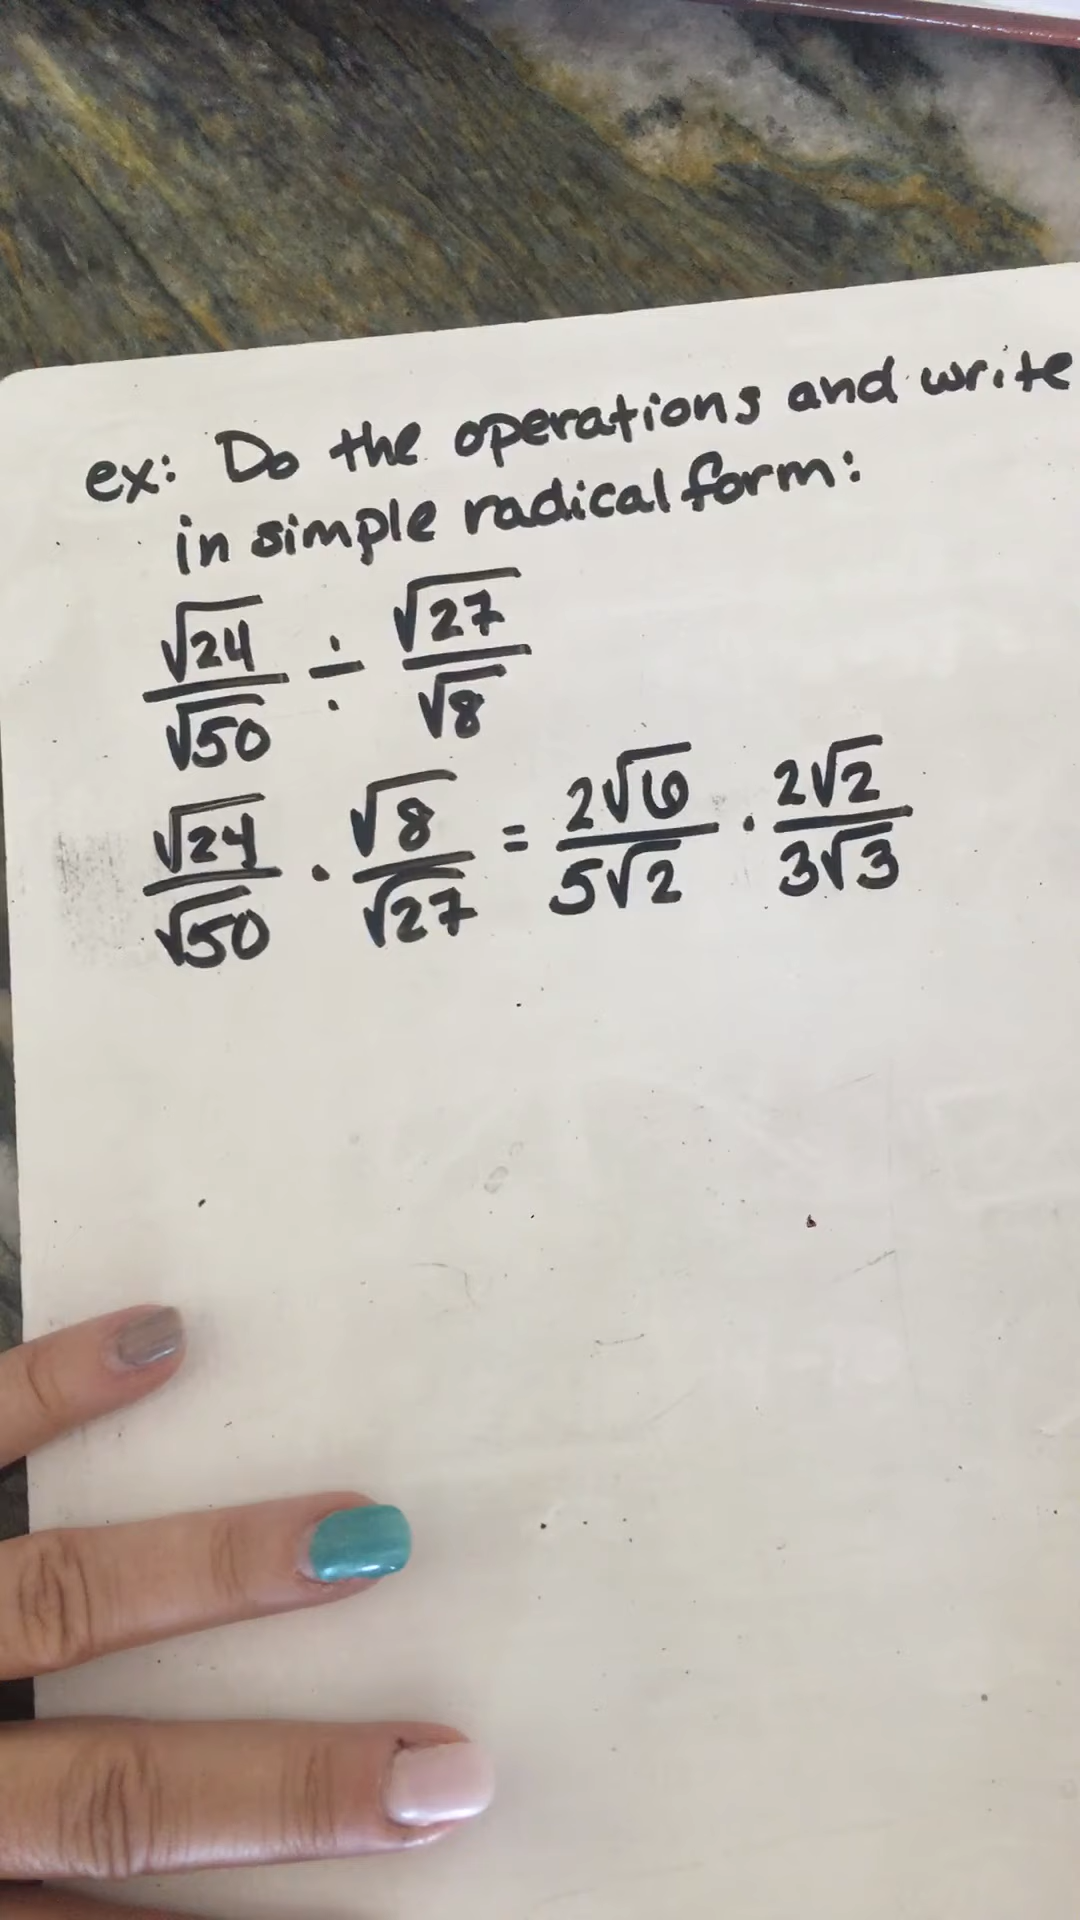 ex: Do the operations and write
in simple radical form:
√24/√50 ÷ √27/√8
√24/√50 · √8/√27 = 2√6/5√2 · 2√2/3√3